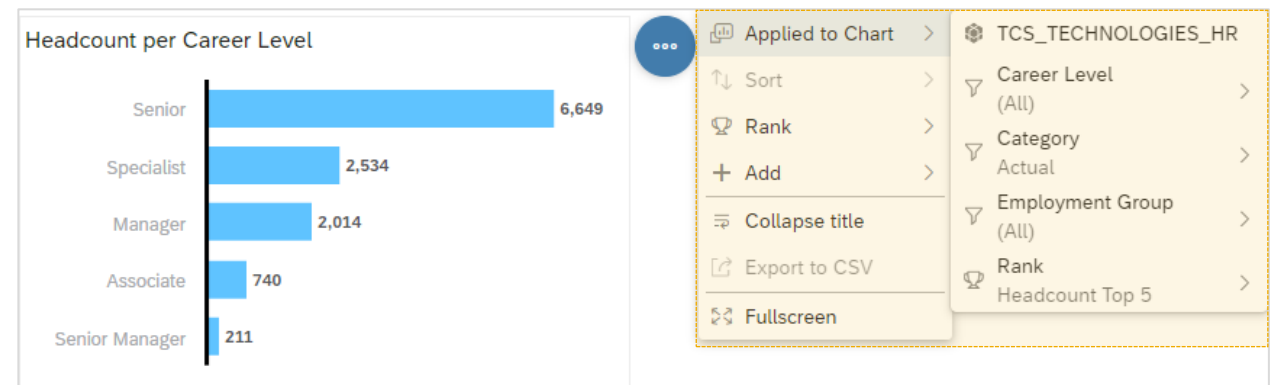 Headcount per Career Level
Senior
6,649
Specialist
2,534
Manager
2,014
Associate
740
Senior Manager
211
Applied to Chart
Sort
Rank
Add
Collapse title
Export to CSV
Fullscreen
TCS_TECHNOLOGIES_HR
Career Level
(All)
Category
Actual
Employment Group
(All)
Rank
Headcount Top 5